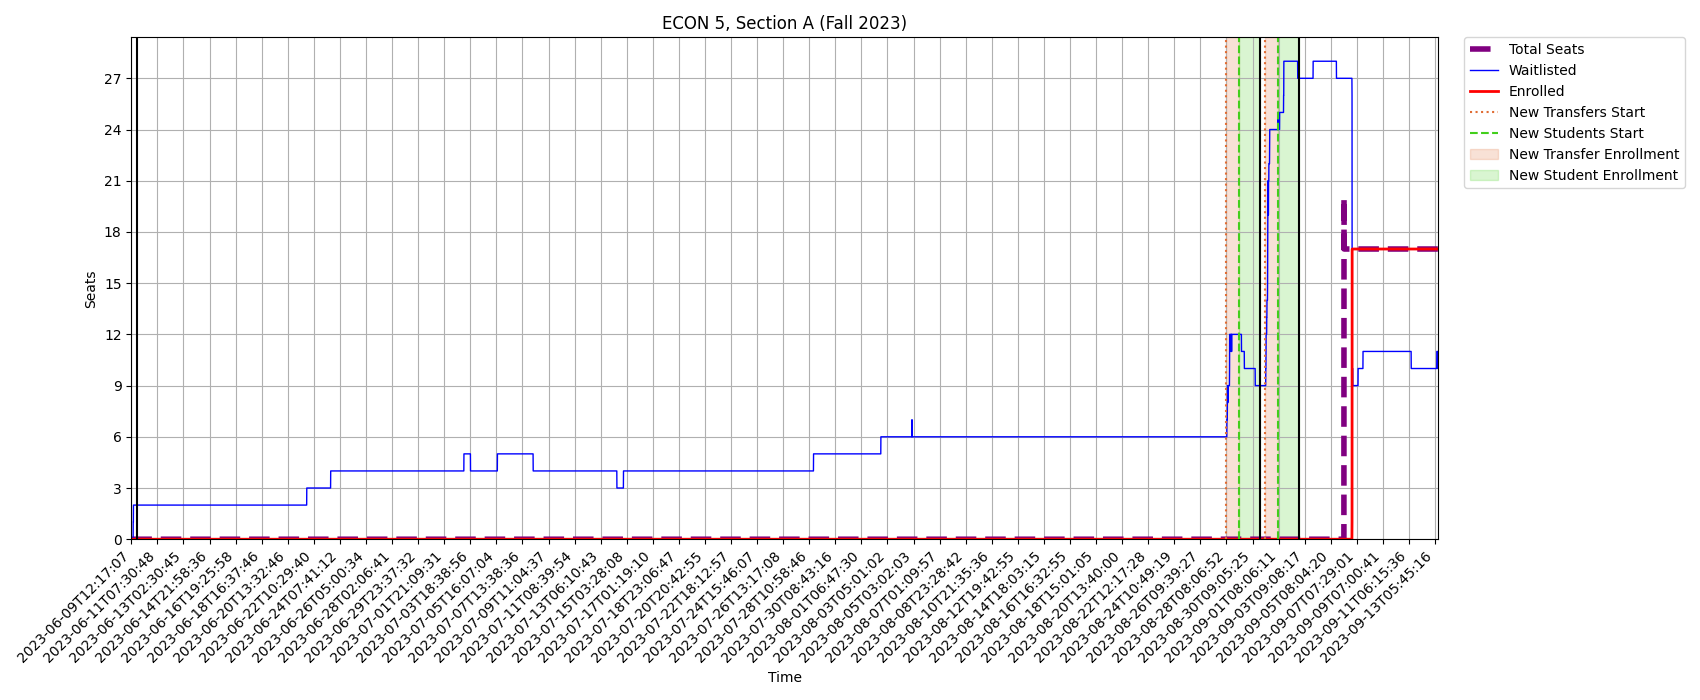 ECON 5, Section A (Fall 2023)
Total Seats
Waitlisted
Enrolled
New Transfers Start
New Students Start
New Transfer Enrollment
New Student Enrollment
Seats
27
24
21
18
15
12
9
6
3
0
2023-06-09T12:17:07
2023-06-11T07:30:48
2023-06-13T02:30:45
2023-06-14T21:58:36
2023-06-16T19:25:58
2023-06-18T16:37:46
2023-06-20T13:32:46
2023-06-22T10:29:40
2023-06-24T07:41:12
2023-06-26T05:00:34
2023-06-28T02:06:41
2023-06-29T23:37:32
2023-07-01T21:09:31
2023-07-03T18:38:56
2023-07-05T16:07:04
2023-07-07T13:38:36
2023-07-09T11:04:37
2023-07-11T08:39:54
2023-07-13T06:10:43
2023-07-15T03:28:08
2023-07-17T01:19:10
2023-07-18T23:06:47
2023-07-20T20:42:55
2023-07-22T18:12:57
2023-07-24T15:46:07
2023-07-26T13:17:08
2023-07-28T10:58:46
2023-07-30T08:43:16
2023-08-01T06:47:30
2023-08-03T05:01:02
2023-08-05T03:02:03
2023-08-07T01:09:57
2023-08-08T23:28:42
2023-08-10T21:35:36
2023-08-12T19:42:55
2023-08-14T18:03:15
2023-08-16T16:32:55
2023-08-18T15:01:05
2023-08-20T13:40:00
2023-08-22T12:17:28
2023-08-24T10:49:19
2023-08-26T09:39:27
2023-08-28T08:06:52
2023-08-30T09:05:25
2023-09-01T08:06:11
2023-09-03T09:08:17
2023-09-05T08:04:20
2023-09-07T07:29:01
2023-09-09T07:00:41
2023-09-11T06:15:36
2023-09-13T05:45:16
Time